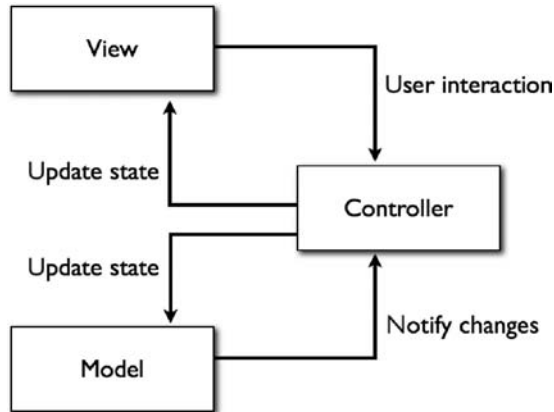 View
User interaction
Update state
Controller
Update state
Notify changes
Model